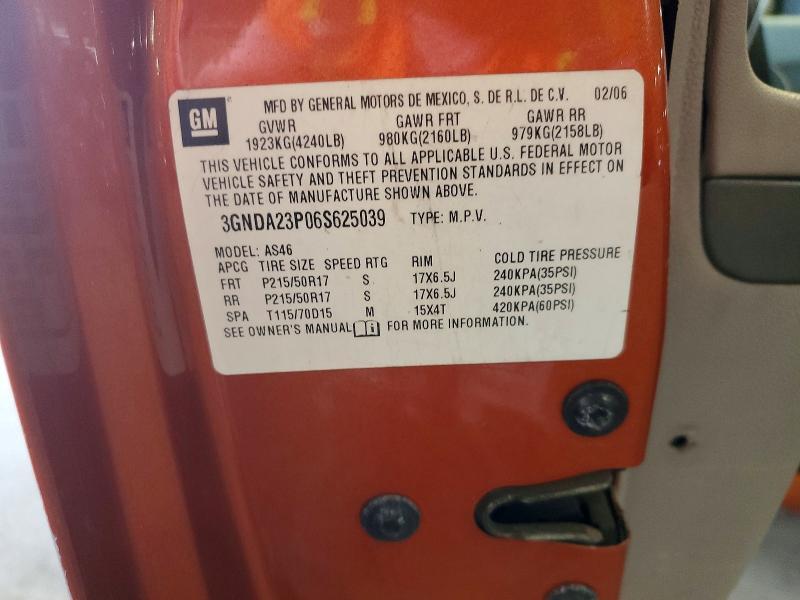 GM MFD BY GENERAL MOTORS DE MEXICO, S. DE R.L. DE C.V. 02/06
GVWR GAWR FRT GAWR RR
1923KG(4240LB) 980KG(2160LB) 979KG(2158LB)
THIS VEHICLE CONFORMS TO ALL APPLICABLE U.S. FEDERAL MOTOR
VEHICLE SAFETY AND THEFT PREVENTION STANDARDS IN EFFECT ON
THE DATE OF MANUFACTURE SHOWN ABOVE.
3GNDA23P06S625039 TYPE: M.P.V.
MODEL: AS46
APCG TIRE SIZE SPEED RTG RIM COLD TIRE PRESSURE
FRT P215/50R17 S 17X6.5J 240KPA(35PSI)
RR P215/50R17 S 17X6.5J 240KPA(35PSI)
SPA T115/70D15 M 15X4T 420KPA(60PSI)
SEE OWNER'S MANUAL FOR MORE INFORMATION.